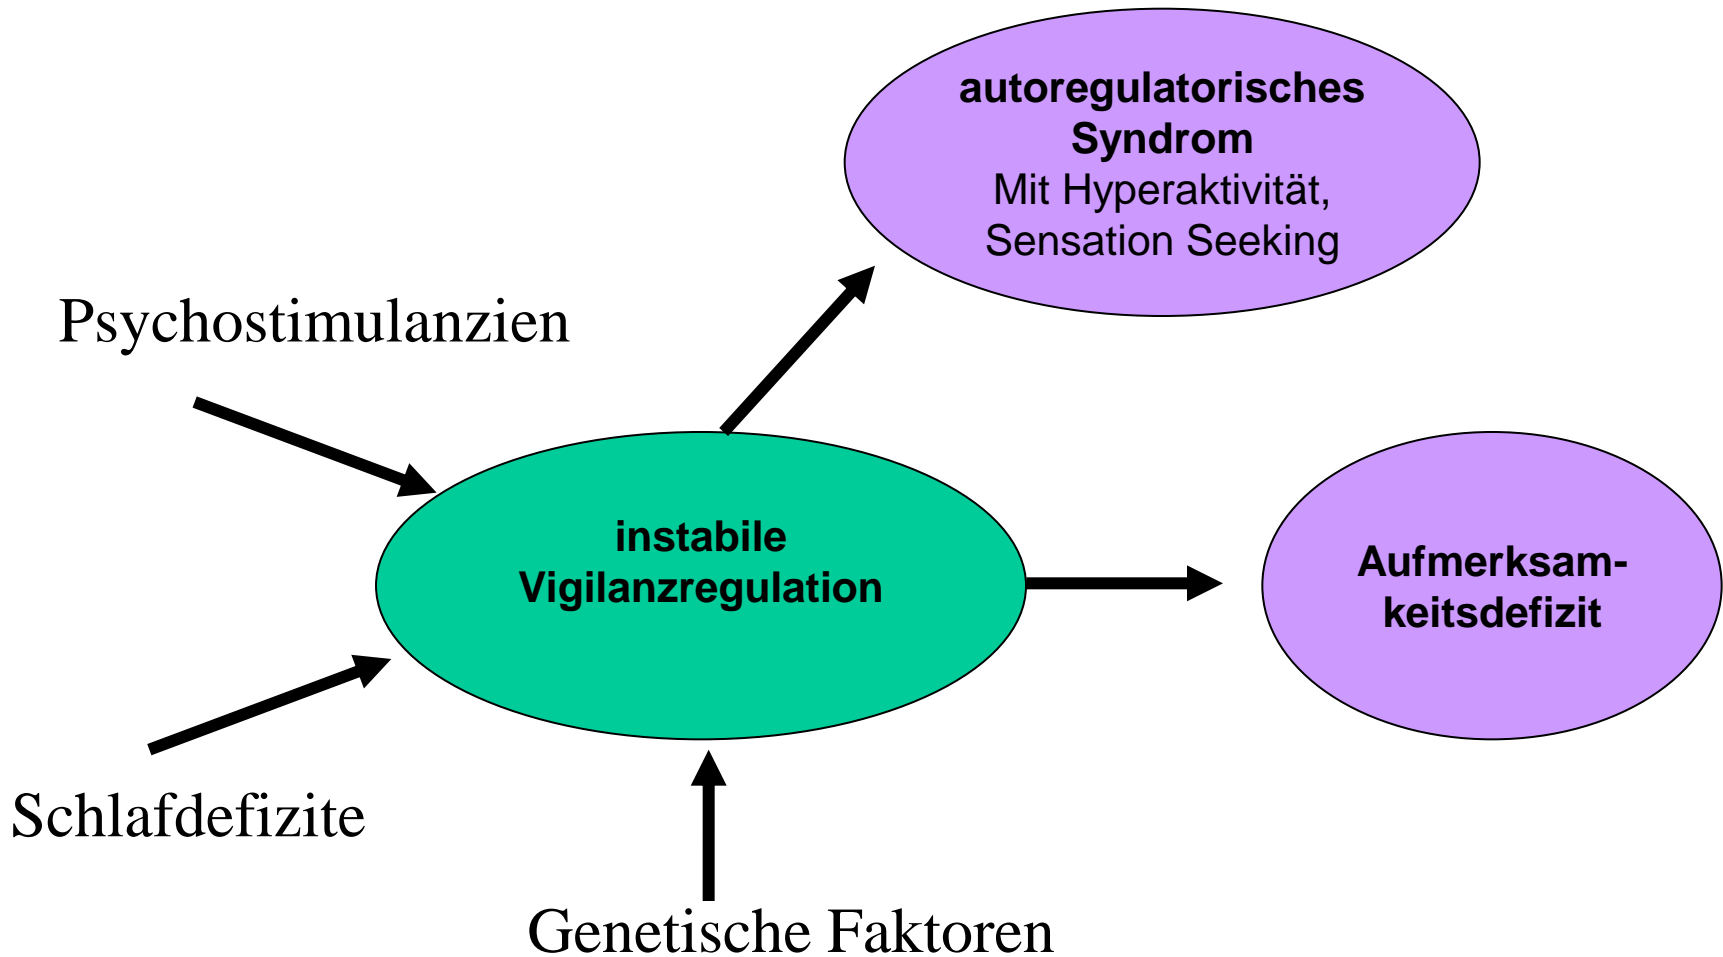 autoregulatorisches
Syndrom
Mit Hyperaktivität,
Sensation Seeking
Psychostimulanzien
instabile
Vigilanzregulation
Aufmerksam-
keitsdefizit
Schlafdefizite
Genetische Faktoren